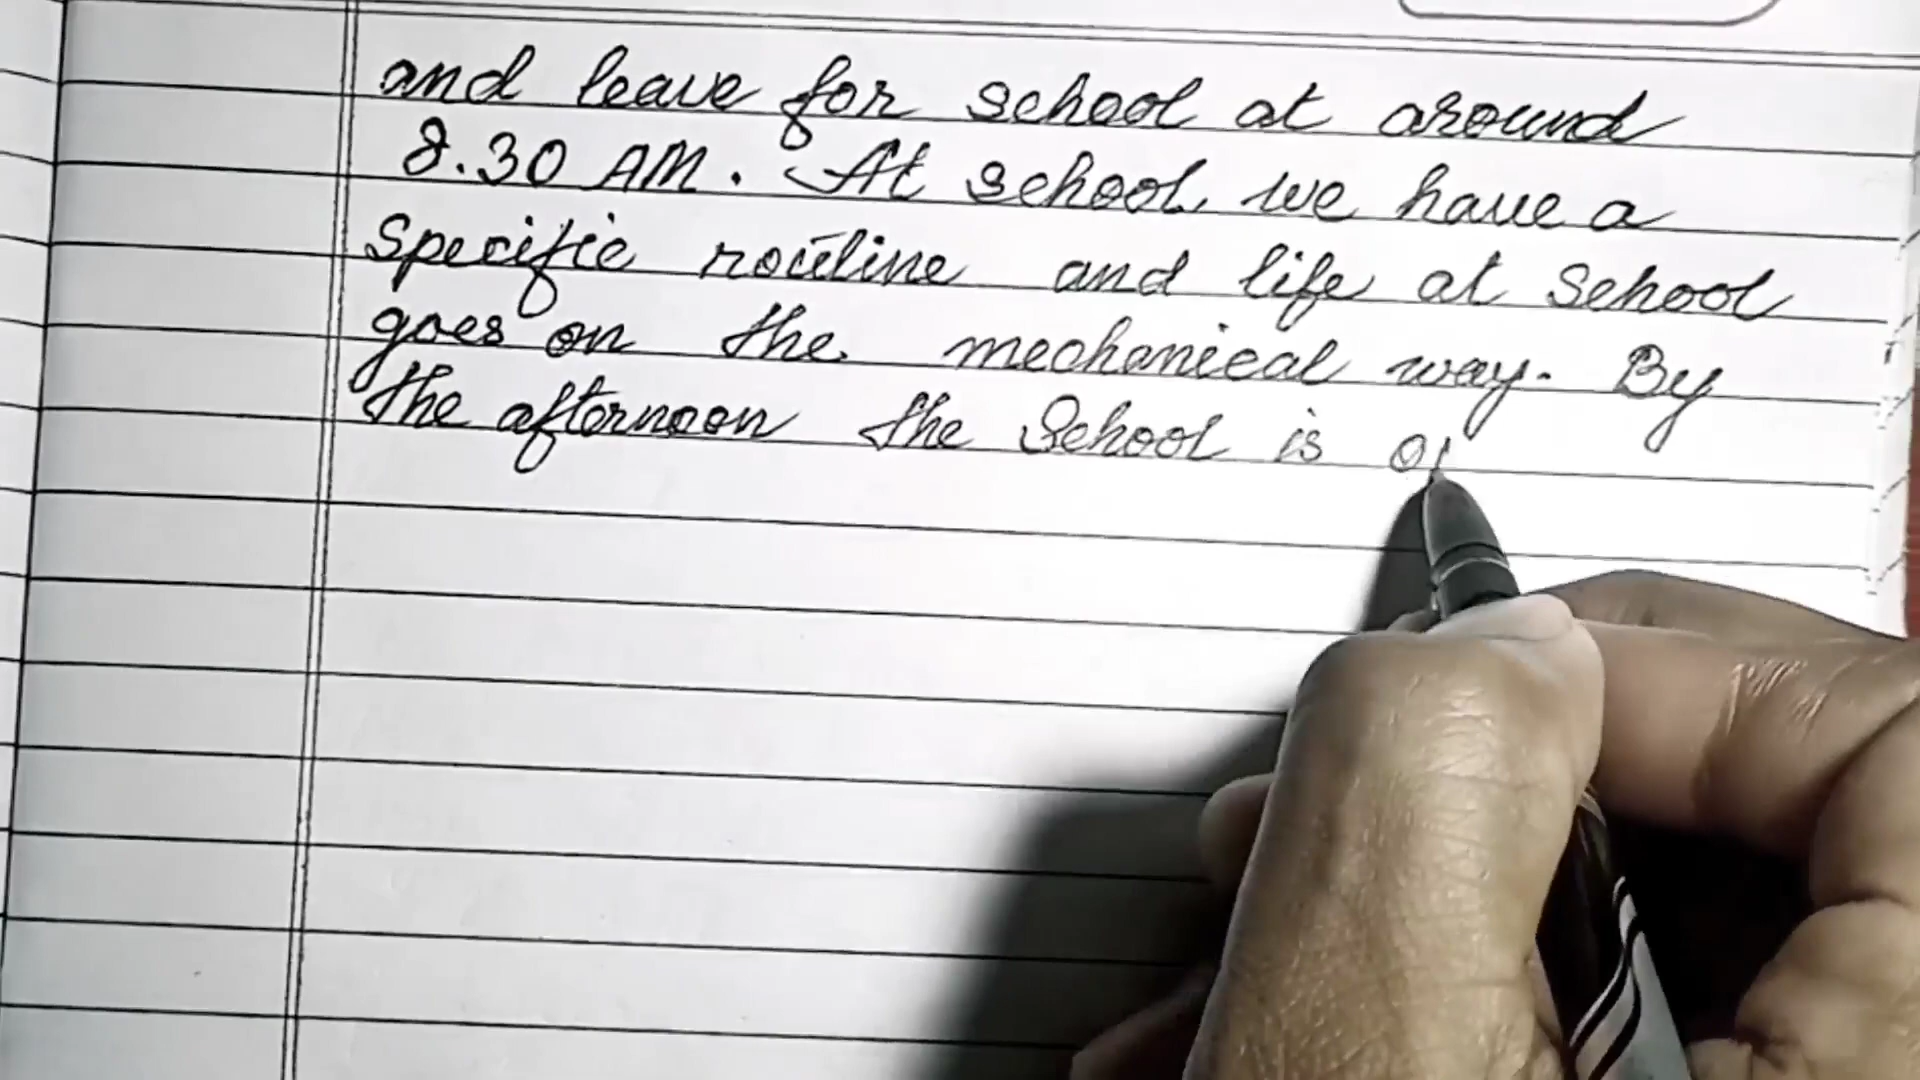 and leave for school at around
8.30 AM. At school, we have a
specific routine and life at School
goes on the mechanical way. By
the afternoon the School is